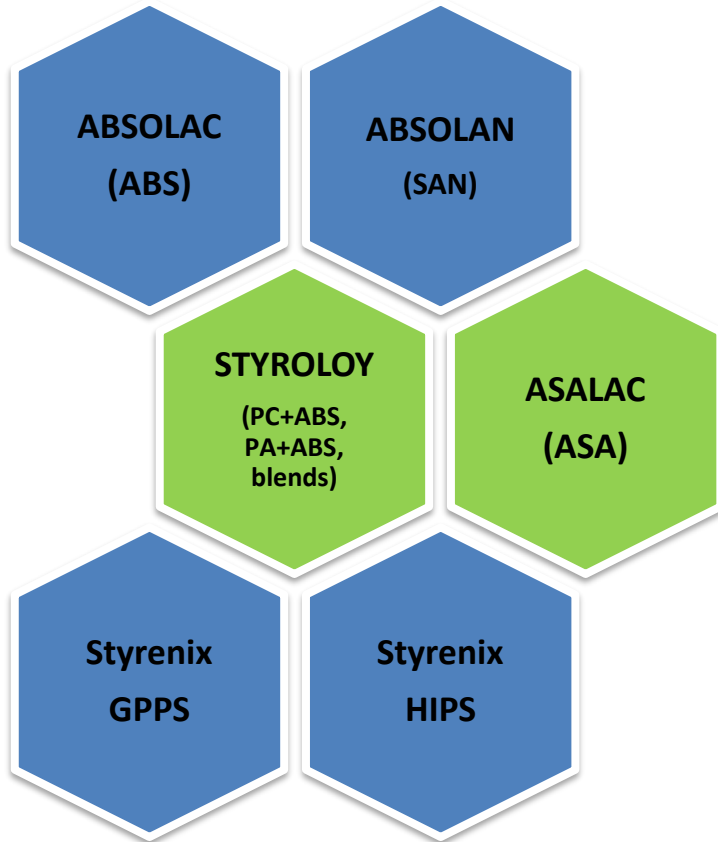 ABSOLAC
(ABS)
ABSOLAN
(SAN)
STYROLOY
(PC+ABS,
PA+ABS,
blends)
ASALAC
(ASA)
Styrenix
GPPS
Styrenix
HIPS